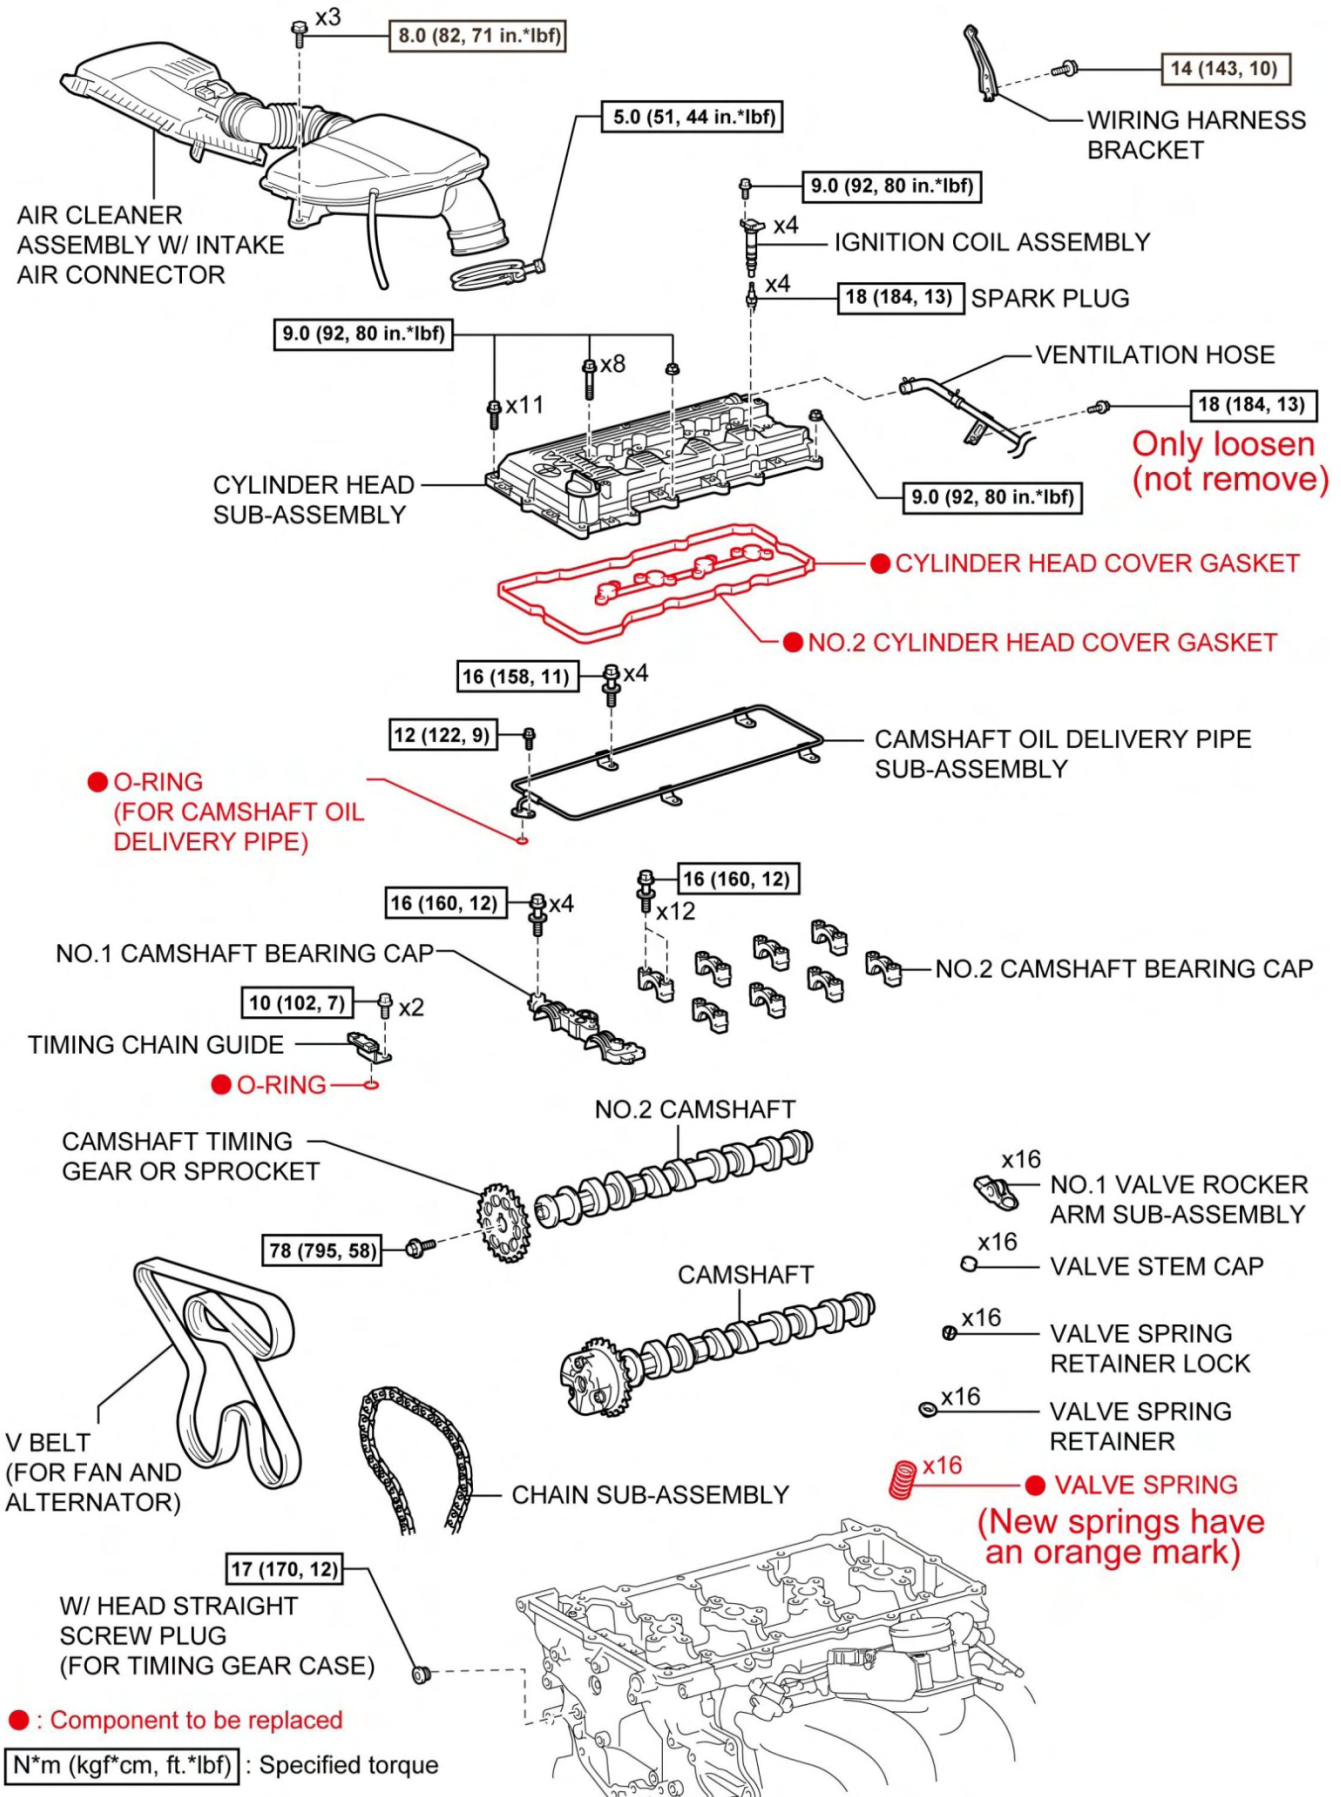 x3
8.0 (82, 71 in.*lbf)
14 (143, 10)
5.0 (51, 44 in.*lbf)
WIRING HARNESS
BRACKET
9.0 (92, 80 in.*lbf)
AIR CLEANER
ASSEMBLY W/ INTAKE
AIR CONNECTOR
x4
IGNITION COIL ASSEMBLY
x4
18 (184, 13)
SPARK PLUG
9.0 (92, 80 in.*lbf)
VENTILATION HOSE
x8
x11
18 (184, 13)
Only loosen
(not remove)
CYLINDER HEAD
SUB-ASSEMBLY
9.0 (92, 80 in.*lbf)
CYLINDER HEAD COVER GASKET
NO.2 CYLINDER HEAD COVER GASKET
16 (158, 11)
x4
12 (122, 9)
CAMSHAFT OIL DELIVERY PIPE
SUB-ASSEMBLY
O-RING
(FOR CAMSHAFT OIL
DELIVERY PIPE)
16 (160, 12)
x12
16 (160, 12)
x4
NO.1 CAMSHAFT BEARING CAP
NO.2 CAMSHAFT BEARING CAP
10 (102, 7)
x2
TIMING CHAIN GUIDE
O-RING
NO.2 CAMSHAFT
CAMSHAFT TIMING
GEAR OR SPROCKET
x16
NO.1 VALVE ROCKER
ARM SUB-ASSEMBLY
78 (795, 58)
x16
VALVE STEM CAP
CAMSHAFT
x16
VALVE SPRING
RETAINER LOCK
x16
VALVE SPRING
RETAINER
V BELT
(FOR FAN AND
ALTERNATOR)
x16
VALVE SPRING
(New springs have
an orange mark)
CHAIN SUB-ASSEMBLY
17 (170, 12)
W/ HEAD STRAIGHT
SCREW PLUG
(FOR TIMING GEAR CASE)
: Component to be replaced
N*m (kgf*cm, ft.*lbf) : Specified torque